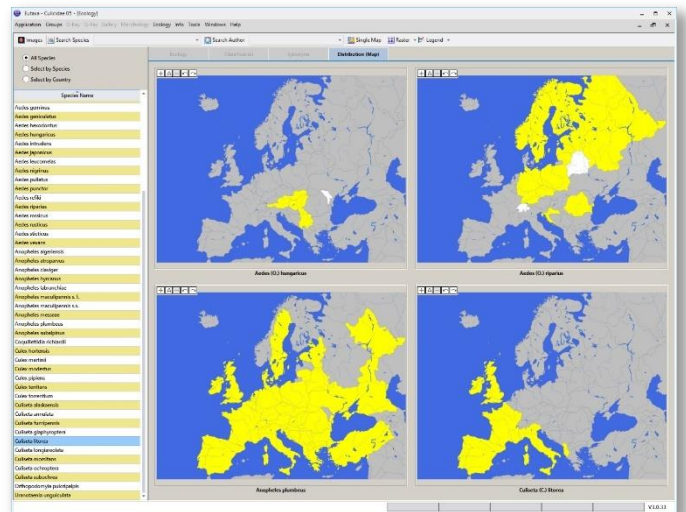 Eutava - Culicidae 05 - [Ecology]
Application Groups Ecology Info Tools Windows Help
Images Search Species Search Author Single Map Raster Legend
Ecology Classification Synonyms Distribution (Map)
All Species
Select by Species
Select by Country
Species Name
Aedes geminus
Aedes geniculatus
Aedes hexodontus
Aedes hungaricus
Aedes intrudens
Aedes japonicus
Aedes leucomelas
Aedes nigrinus
Aedes pullatus
Aedes punctor
Aedes refiki
Aedes riparius
Aedes rossicus
Aedes rusticus
Aedes sticticus
Aedes vexans
Anopheles algeriensis
Anopheles atroparvus
Anopheles claviger
Anopheles hyrcanus
Anopheles labranchiae
Anopheles maculipennis s. l.
Anopheles maculipennis s.s.
Anopheles messeae
Anopheles plumbeus
Anopheles subalpinus
Coquillettidia richiardii
Culex hortensis
Culex martinii
Culex modestus
Culex pipiens
Culex territans
Culex torrentium
Culiseta alaskaensis
Culiseta annulata
Culiseta fumipennis
Culiseta glaphyroptera
Culiseta litorea
Culiseta longiareolata
Culiseta morsitans
Culiseta ochroptera
Culiseta subochrea
Orthopodomyia pulcripalpis
Uranotaenia unguiculata
Aedes (O.) hungaricus
Aedes (O.) riparius
Anopheles plumbeus
Culiseta (C.) litorea
V3.0.33